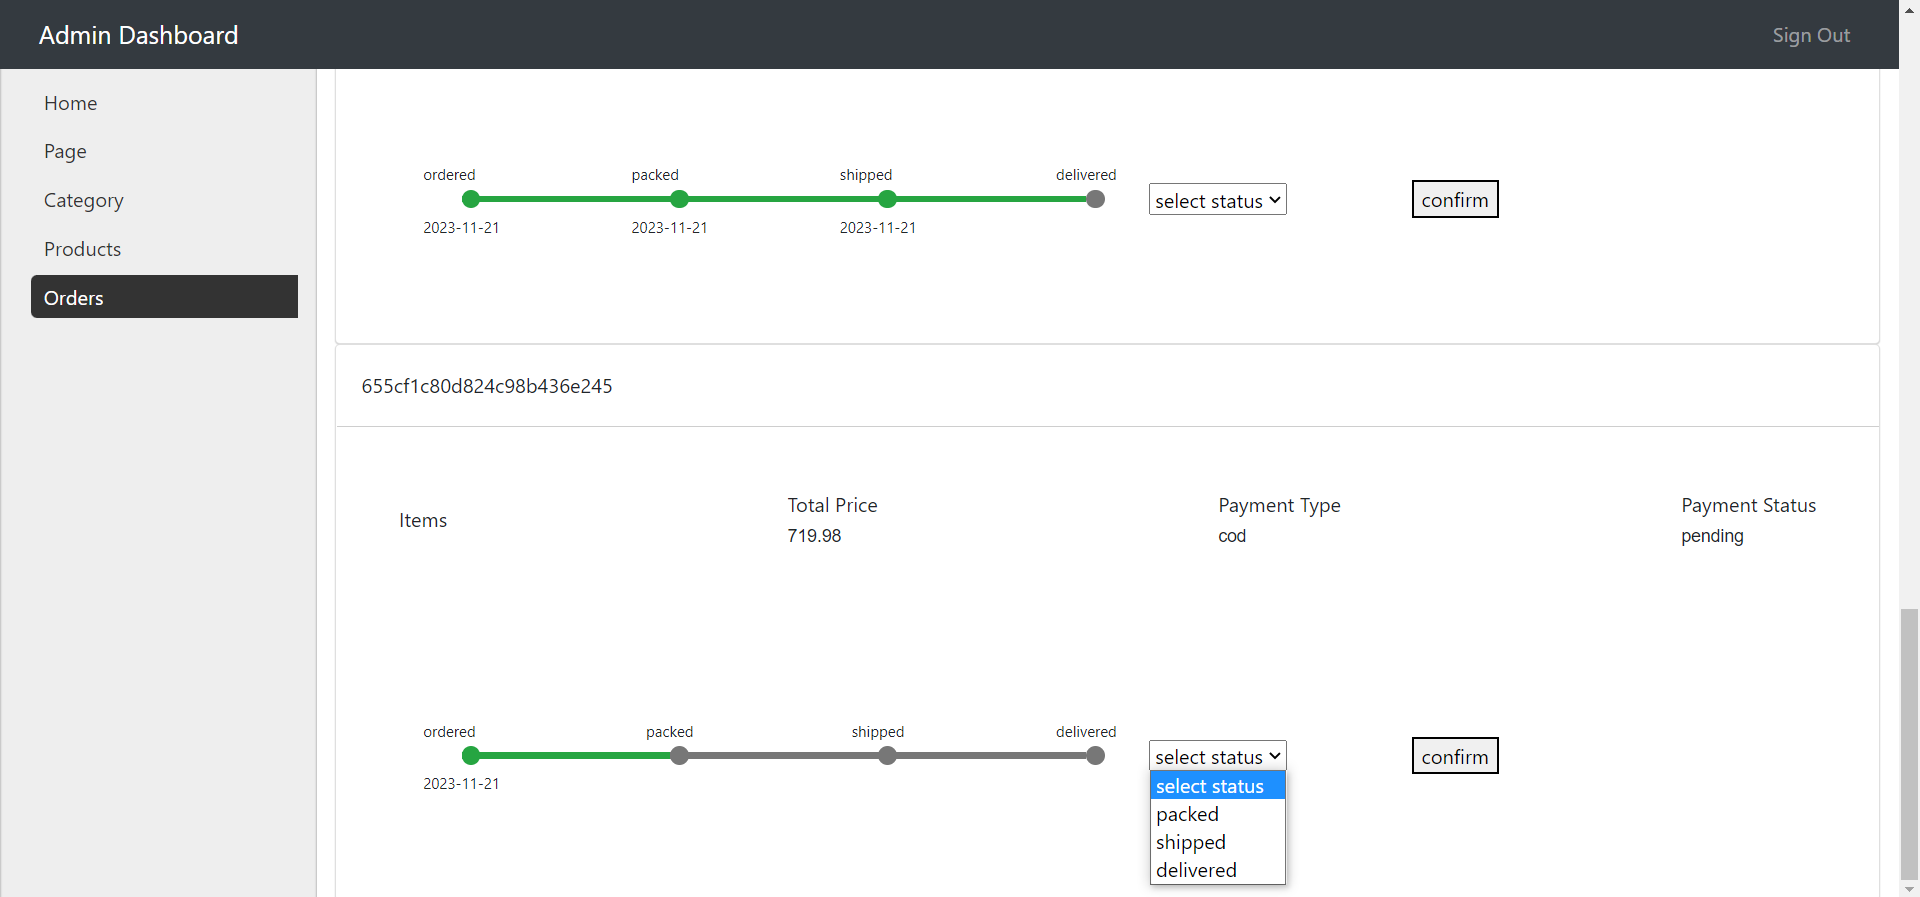 Admin Dashboard
Sign Out
Home
Page
Category
Products
Orders
ordered packed shipped delivered
select status confirm
2023-11-21 2023-11-21 2023-11-21
655cf1c80d824c98b436e245
Items
Total Price
719.98
Payment Type
cod
Payment Status
pending
ordered packed shipped delivered
select status confirm
2023-11-21
select status
packed
shipped
delivered